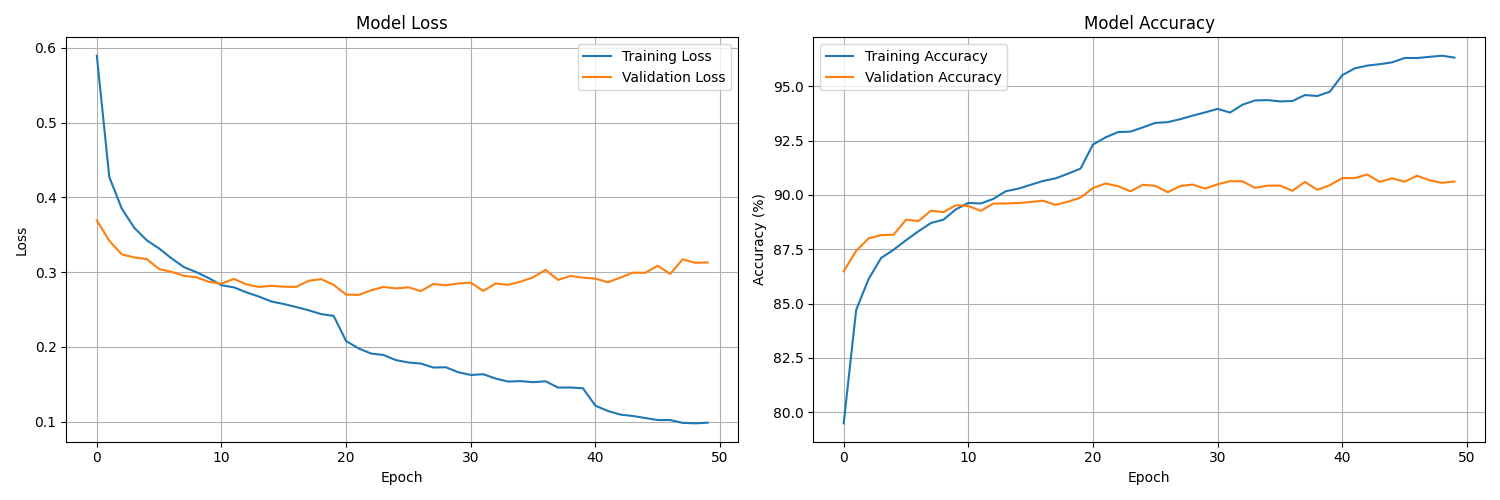 Model Loss
0.6
0.5
0.4
0.3
0.2
0.1
Loss
Training Loss
Validation Loss
0 10 20 30 40 50
Epoch
Model Accuracy
95.0
92.5
90.0
87.5
85.0
82.5
80.0
Accuracy (%)
Training Accuracy
Validation Accuracy
0 10 20 30 40 50
Epoch